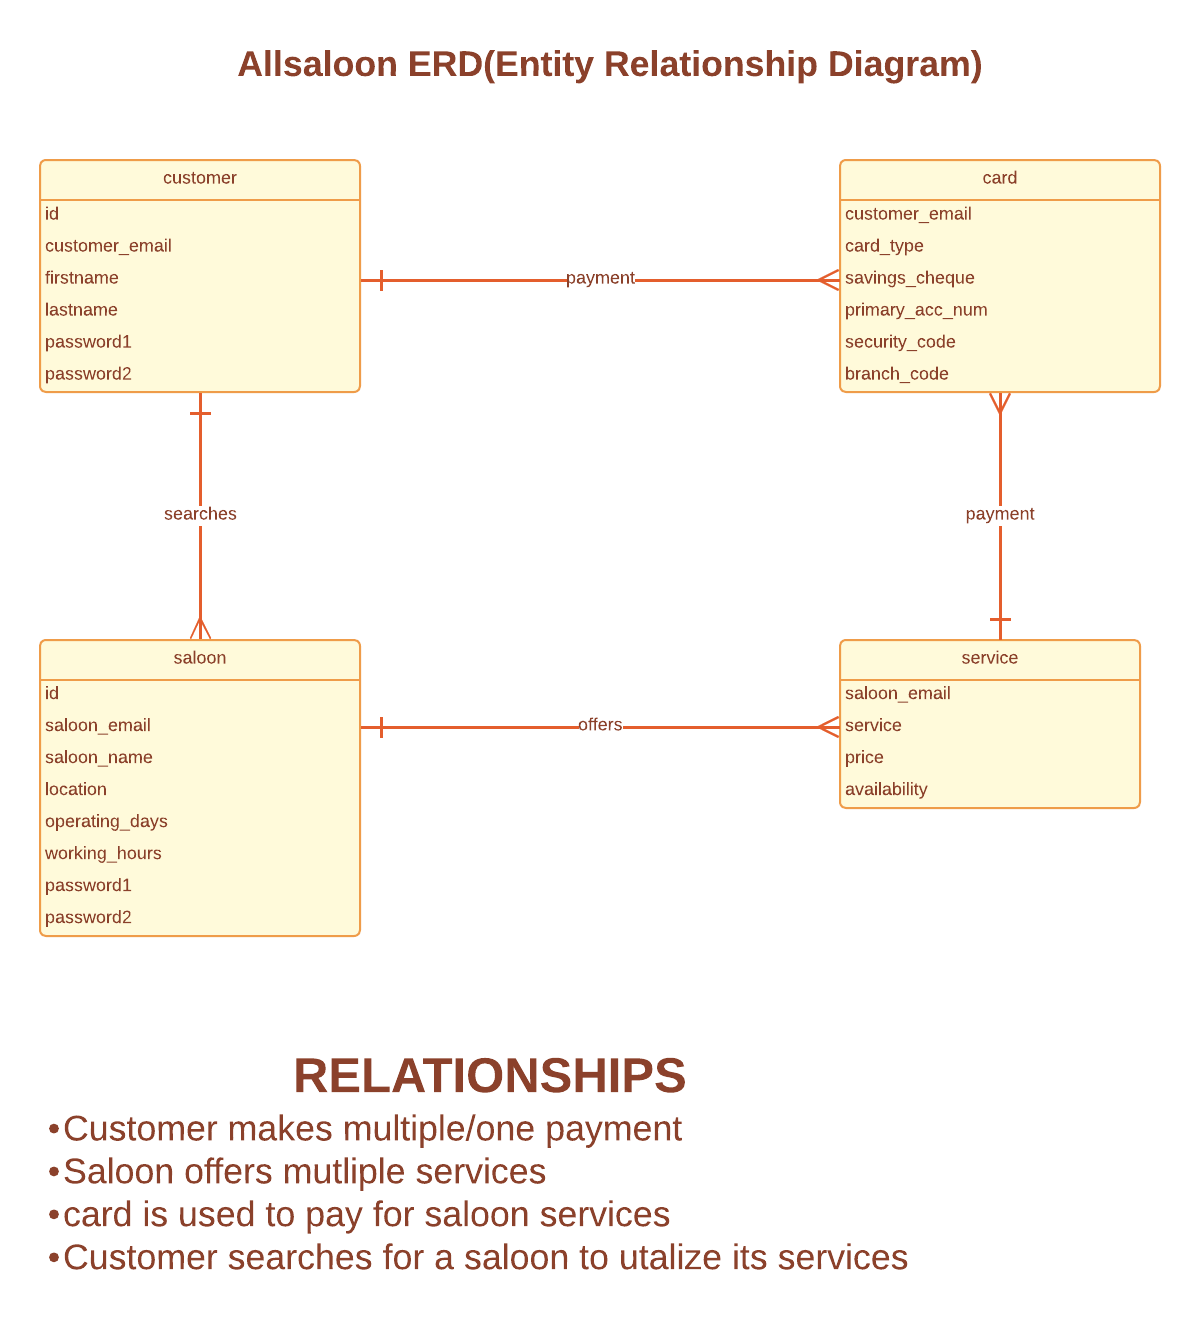 Allsaloon ERD(Entity Relationship Diagram)
customer
id
customer_email
firstname
lastname
password1
password2
payment
card
customer_email
card_type
savings_cheque
primary_acc_num
security_code
branch_code
searches
payment
saloon
id
saloon_email
saloon_name
location
operating_days
working_hours
password1
password2
offers
service
saloon_email
service
price
availability
RELATIONSHIPS
•Customer makes multiple/one payment
•Saloon offers mutliple services
•card is used to pay for saloon services
•Customer searches for a saloon to utalize its services